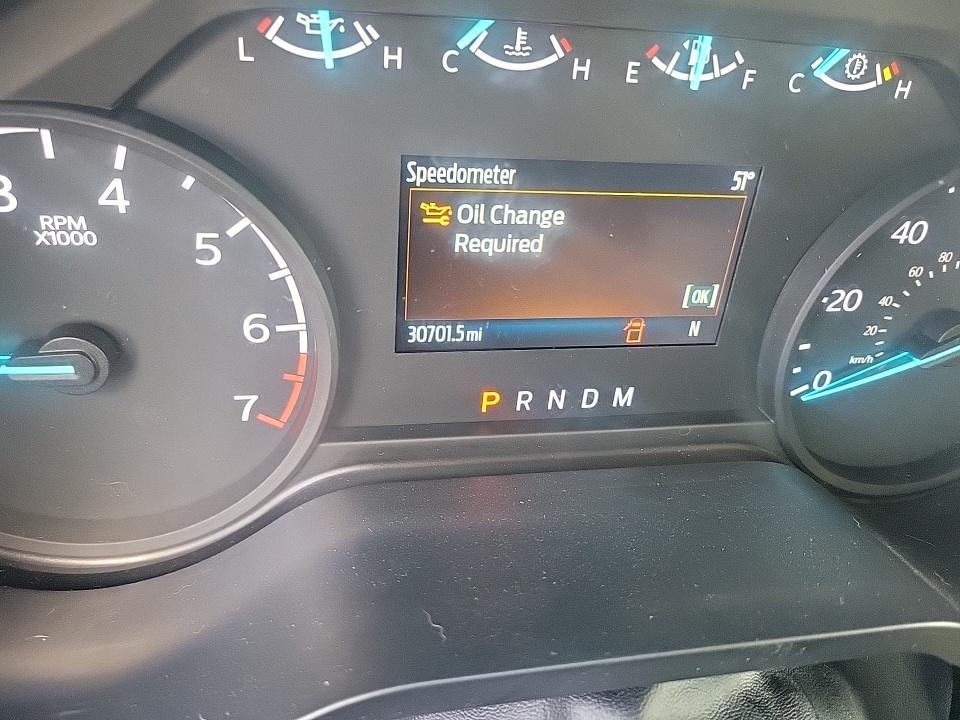 L H C H E F C H
Speedometer 51°
Oil Change
Required
[OK]
30701.5 mi N
P R N D M
3 4 5 6 7
RPM
X1000
0 20 40
20 40 60 80
km/h